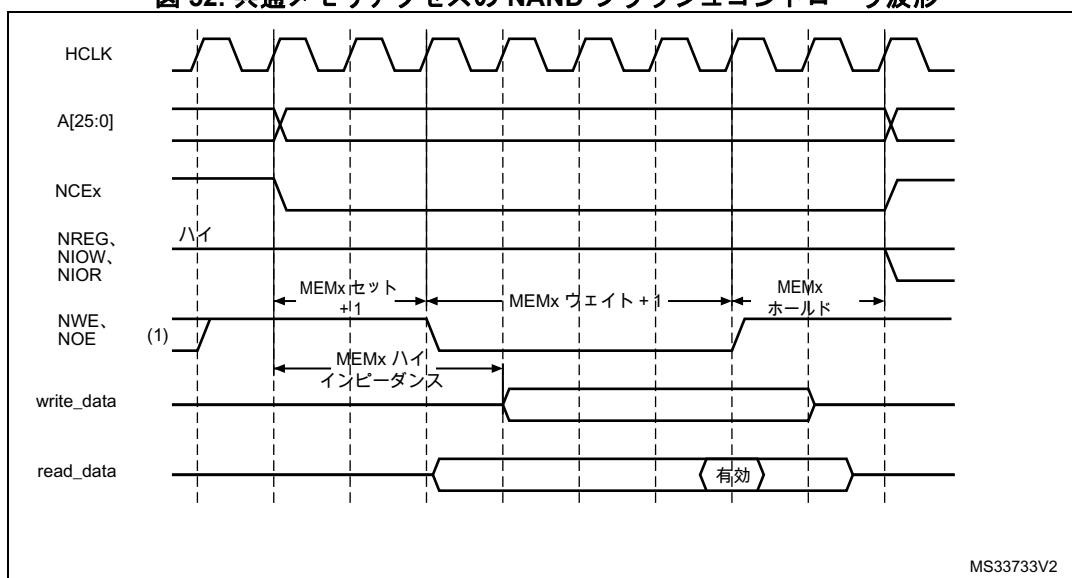 図 52. 共通メモリアクセスの NAND フラッシュコントローラ波形
HCLK
A[25:0]
NCEx
NREG、
NIOW、
NIOR
ハイ
MEMx セット
+ 1
MEMx ウェイト + 1
MEMx
ホールド
NWE、
NOE
(1)
MEMx ハイ
インピーダンス
write_data
read_data
有効
MS33733V2